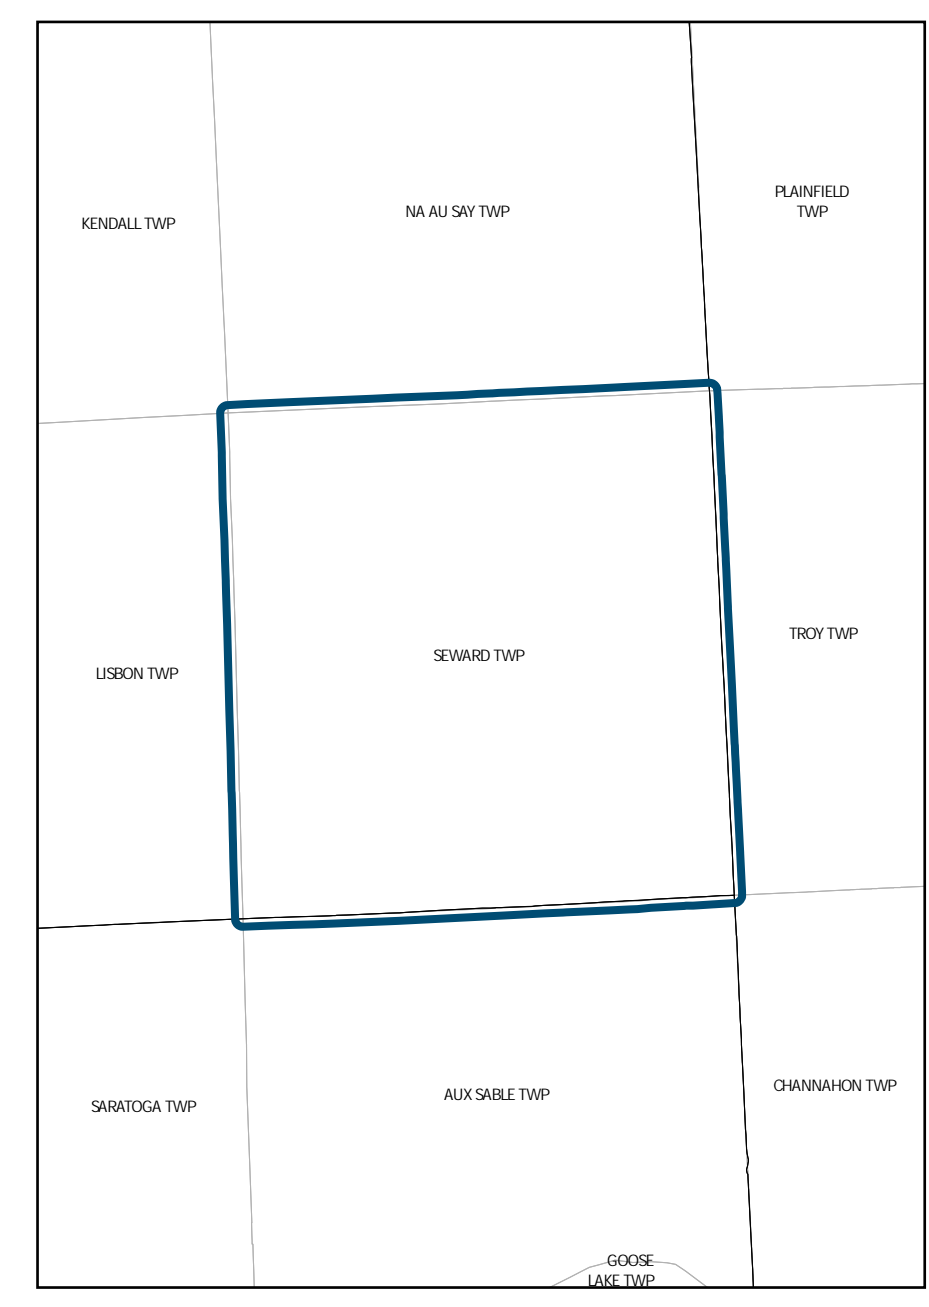 PLAINFIELD
TWP
NA AU SAY TWP
KENDALL TWP
TROY TWP
SEWARD TWP
LISBON TWP
CHANNAHON TWP
AUX SABLE TWP
SARATOGA TWP
GOOSE
LAKE TWP